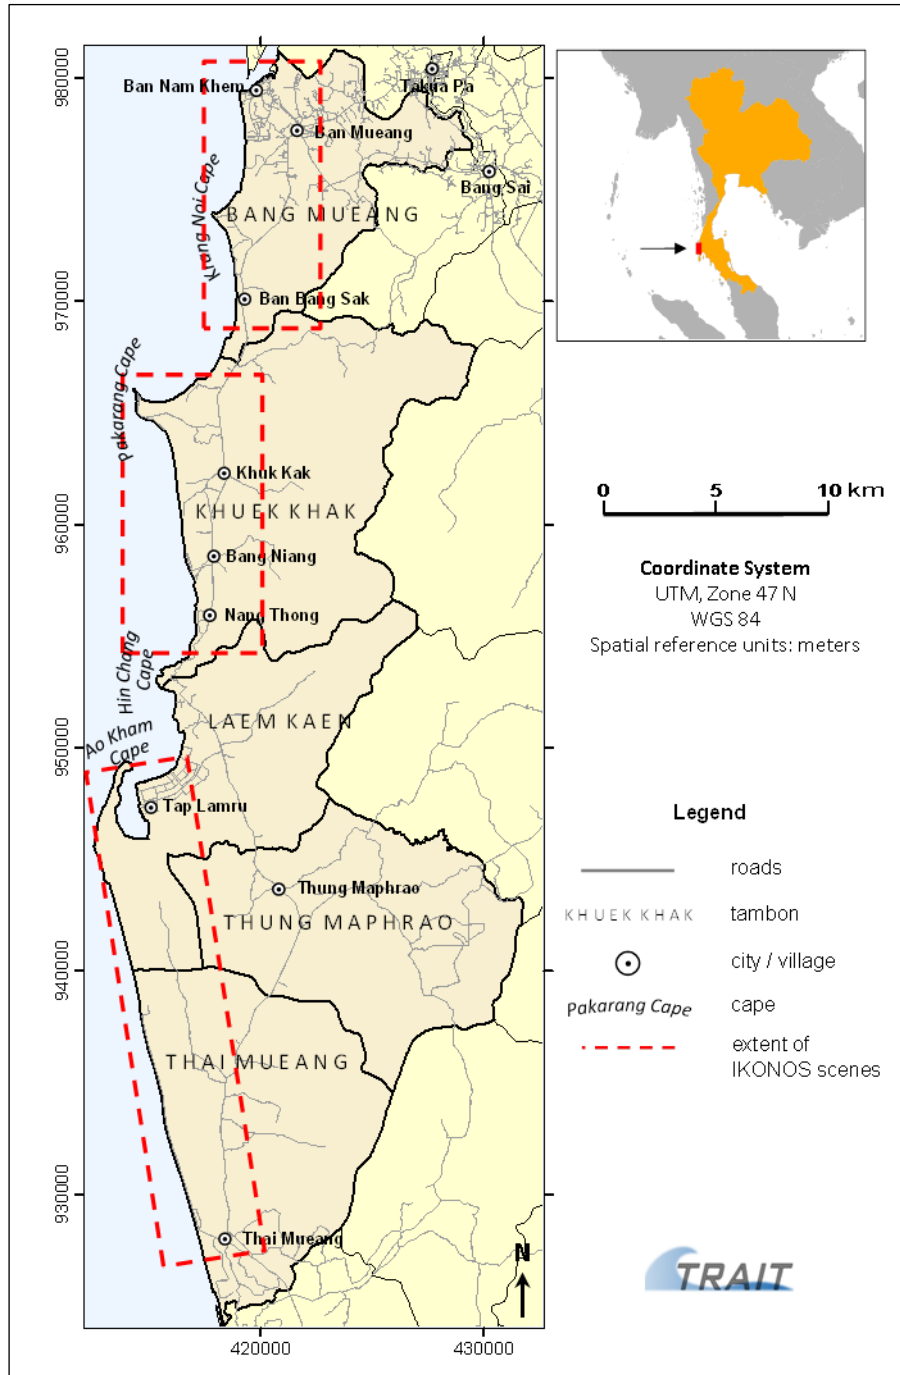 980000
970000
960000
950000
940000
930000
420000
430000
Ban Nam Khem
Takua Pa
Ban Mueang
Bang Sai
Krang Noi Cape
BANG MUEANG
Ban Bang Sak
Pakarang Cape
Khuk Kak
KHUEK KHAK
Bang Niang
Nang Thong
Hin Chang
Cape
LAEM KAEN
Ao Kham
Cape
Tap Lamru
Thung Maphrao
THUNG MAPHRAO
THAI MUEANG
Thai Mueang
N
0 5 10 km
Coordinate System
UTM, Zone 47 N
WGS 84
Spatial reference units: meters
Legend
roads
KHUEK KHAK tambon
city / village
Pakarang Cape cape
extent of
IKONOS scenes
TRAIT